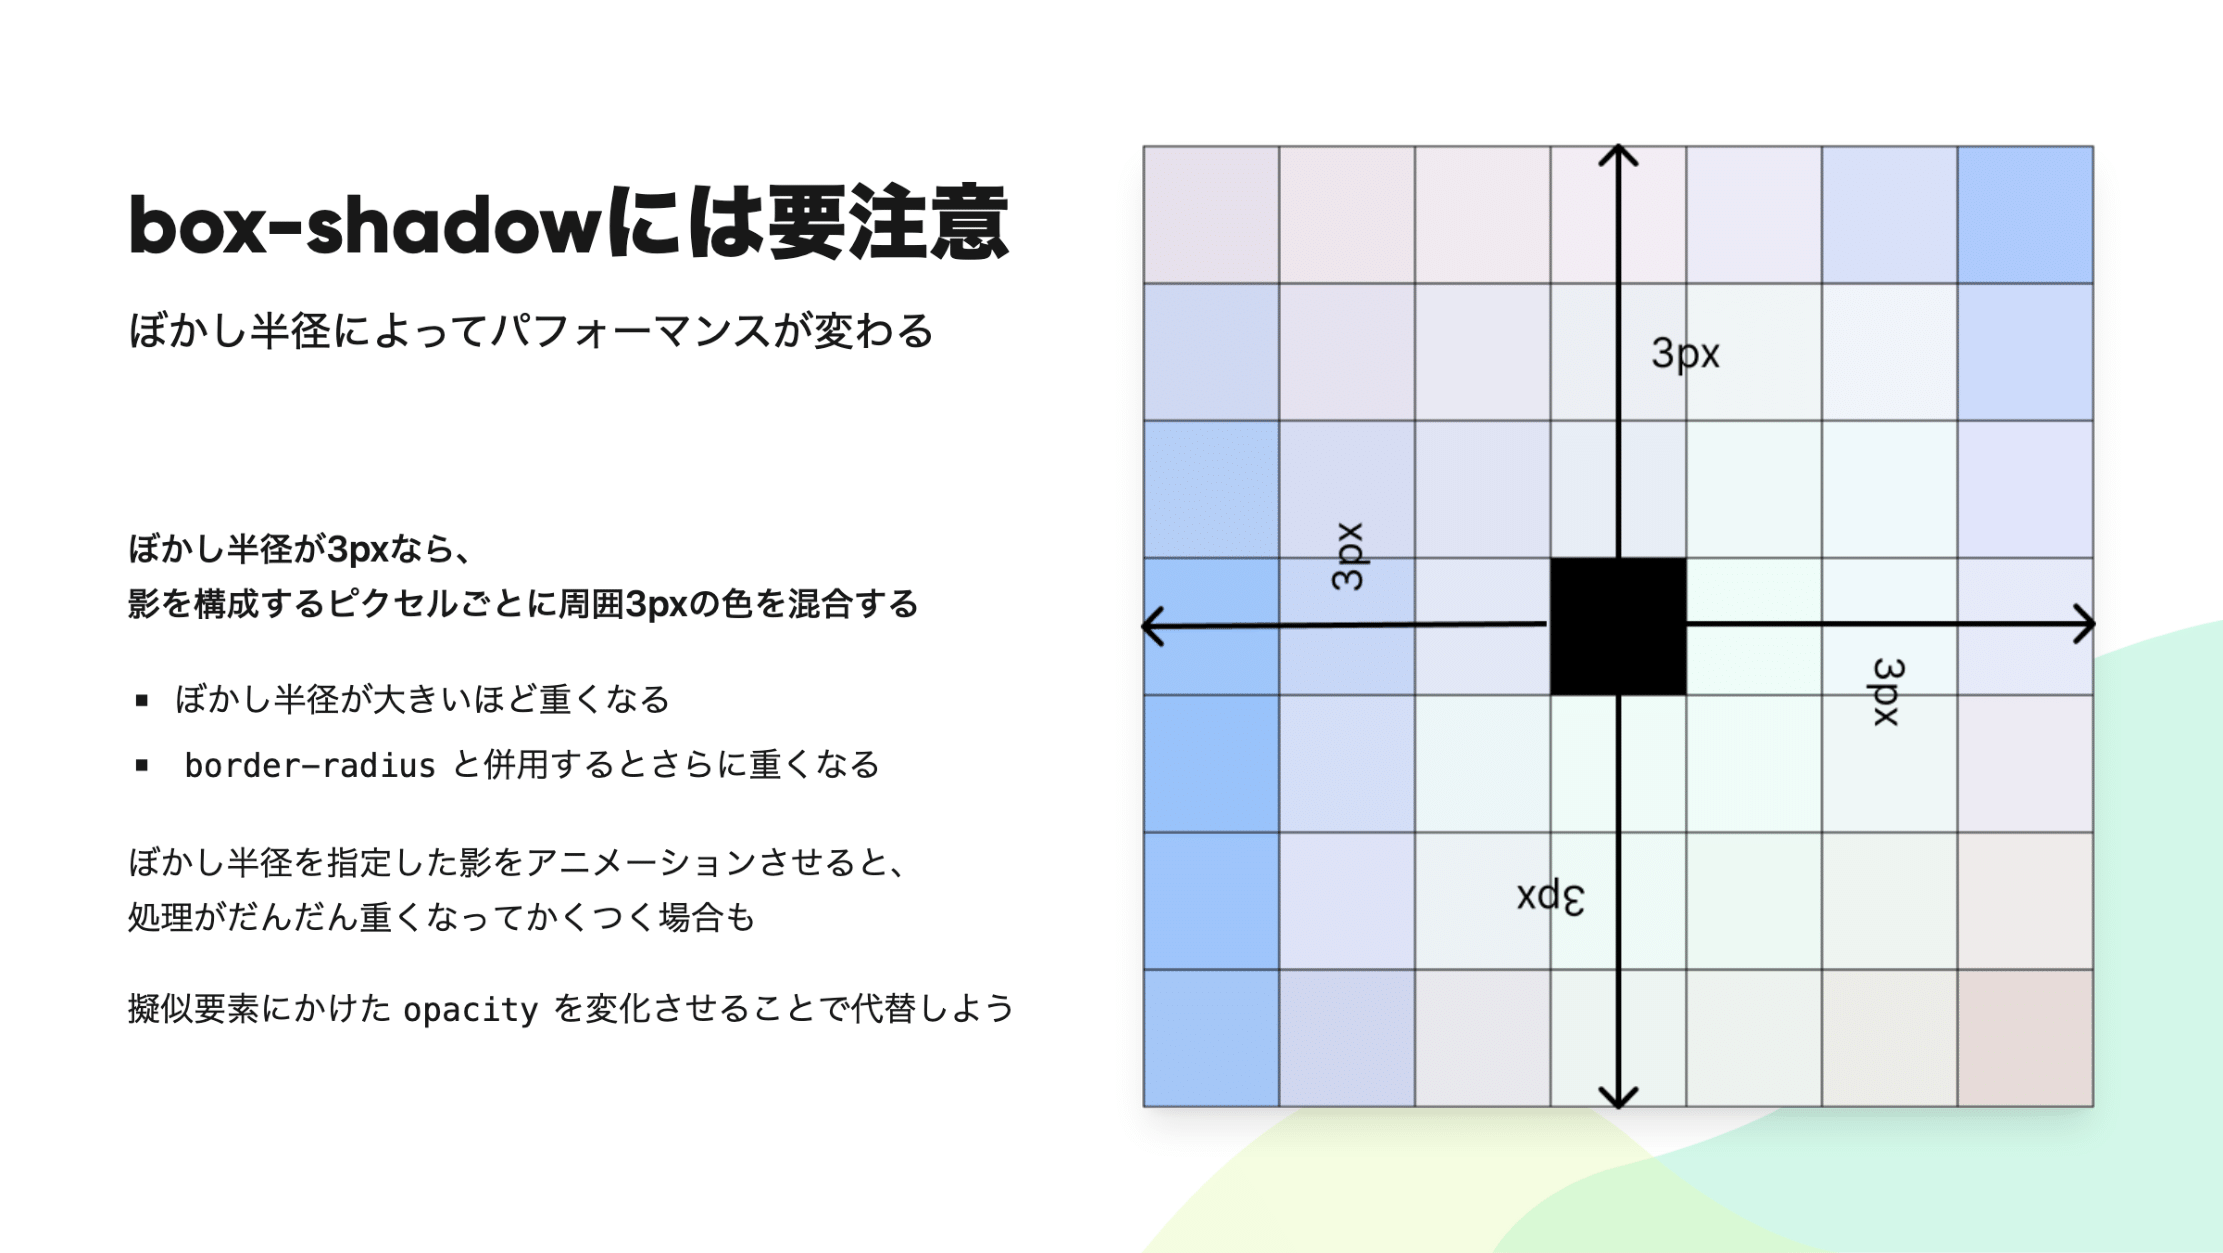 box-shadowには要注意
ぼかし半径によってパフォーマンスが変わる
ぼかし半径が3pxなら、
影を構成するピクセルごとに周囲3pxの色を混合する
▪ ぼかし半径が大きいほど重くなる
▪ border-radius と併用するとさらに重くなる
ぼかし半径を指定した影をアニメーションさせると、
処理がだんだん重くなってかくつく場合も
擬似要素にかけた opacity を変化させることで代替しよう
3px
3px
3px
3px